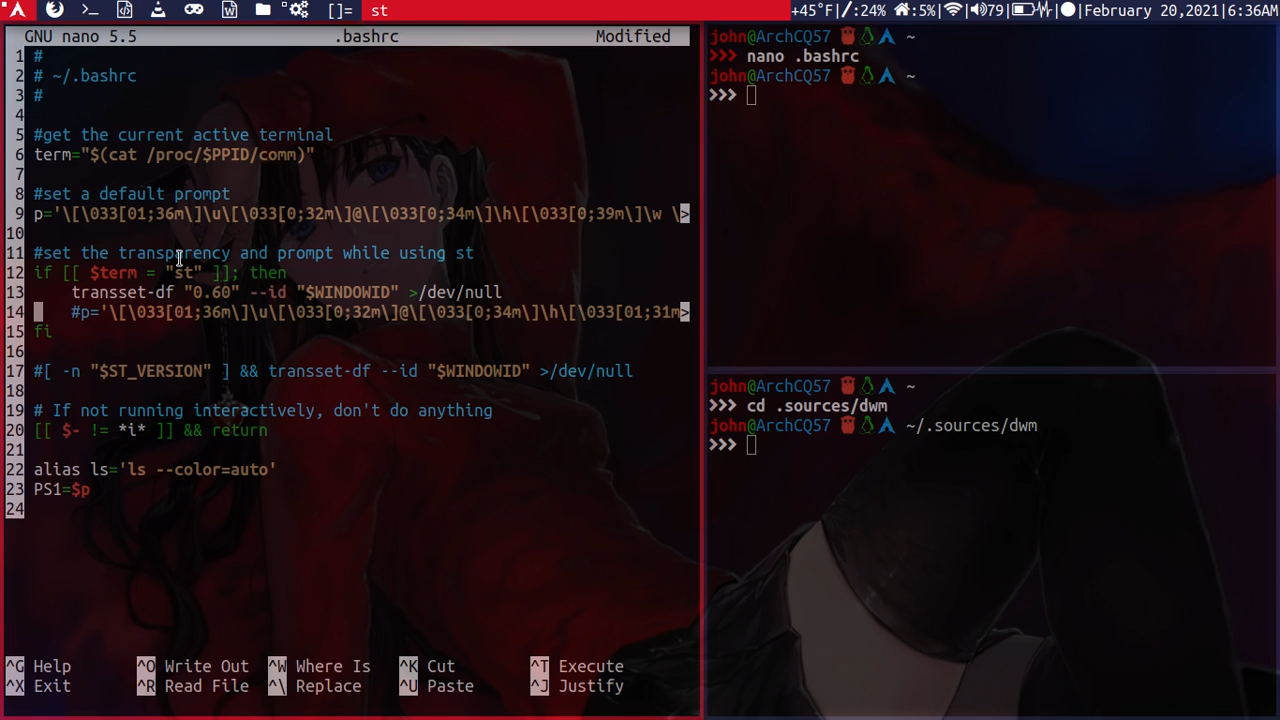 []= st +45°F|/:24% :5%| |79| | |February 20,2021|6:36AM
GNU nano 5.5 .bashrc Modified
1 #
2 # ~/.bashrc
3 #
4
5 #get the current active terminal
6 term="$(cat /proc/$PPID/comm)"
7
8 #set a default prompt
9 p='\[\033[01;36m\]\u\[\033[0;32m\]@\[\033[0;34m\]\h\[\033[0;39m\]\w \>
10
11 #set the transparency and prompt while using st
12 if [[ $term = "st" ]]; then
13 transset-df "0.60" --id "$WINDOWID" >/dev/null
14 #p='\[\033[01;36m\]\u\[\033[0;32m\]@\[\033[0;34m\]\h\[\033[01;31m>
15 fi
16
17 #[ -n "$ST_VERSION" ] && transset-df --id "$WINDOWID" >/dev/null
18
19 # If not running interactively, don't do anything
20 [[ $- != *i* ]] && return
21
22 alias ls='ls --color=auto'
23 PS1=$p
24
^G Help ^O Write Out ^W Where Is ^K Cut ^T Execute
^X Exit ^R Read File ^\ Replace ^U Paste ^J Justify
john@ArchCQ57 ~
>>> nano .bashrc
john@ArchCQ57 ~
>>>
john@ArchCQ57 ~
>>> cd .sources/dwm
john@ArchCQ57 ~/.sources/dwm
>>>